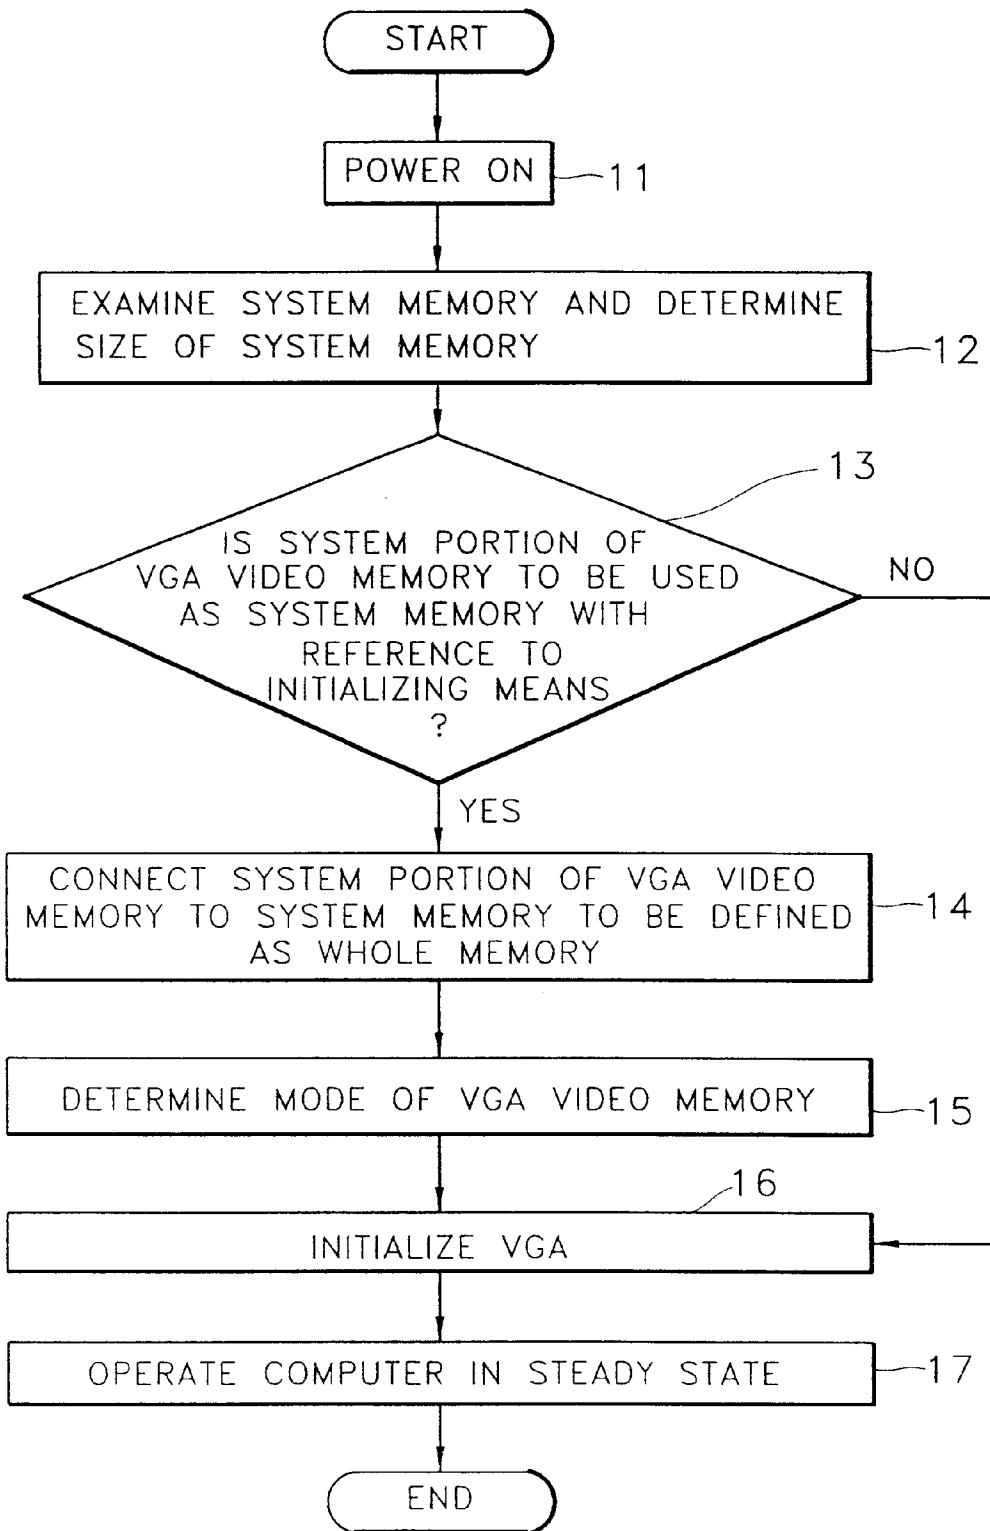 START
POWER ON
11
EXAMINE SYSTEM MEMORY AND DETERMINE
SIZE OF SYSTEM MEMORY
12
13
IS SYSTEM PORTION OF
VGA VIDEO MEMORY TO BE USED
AS SYSTEM MEMORY WITH
REFERENCE TO
INITIALIZING MEANS
?
NO
YES
CONNECT SYSTEM PORTION OF VGA VIDEO
MEMORY TO SYSTEM MEMORY TO BE DEFINED
AS WHOLE MEMORY
14
DETERMINE MODE OF VGA VIDEO MEMORY
15
16
INITIALIZE VGA
OPERATE COMPUTER IN STEADY STATE
17
END